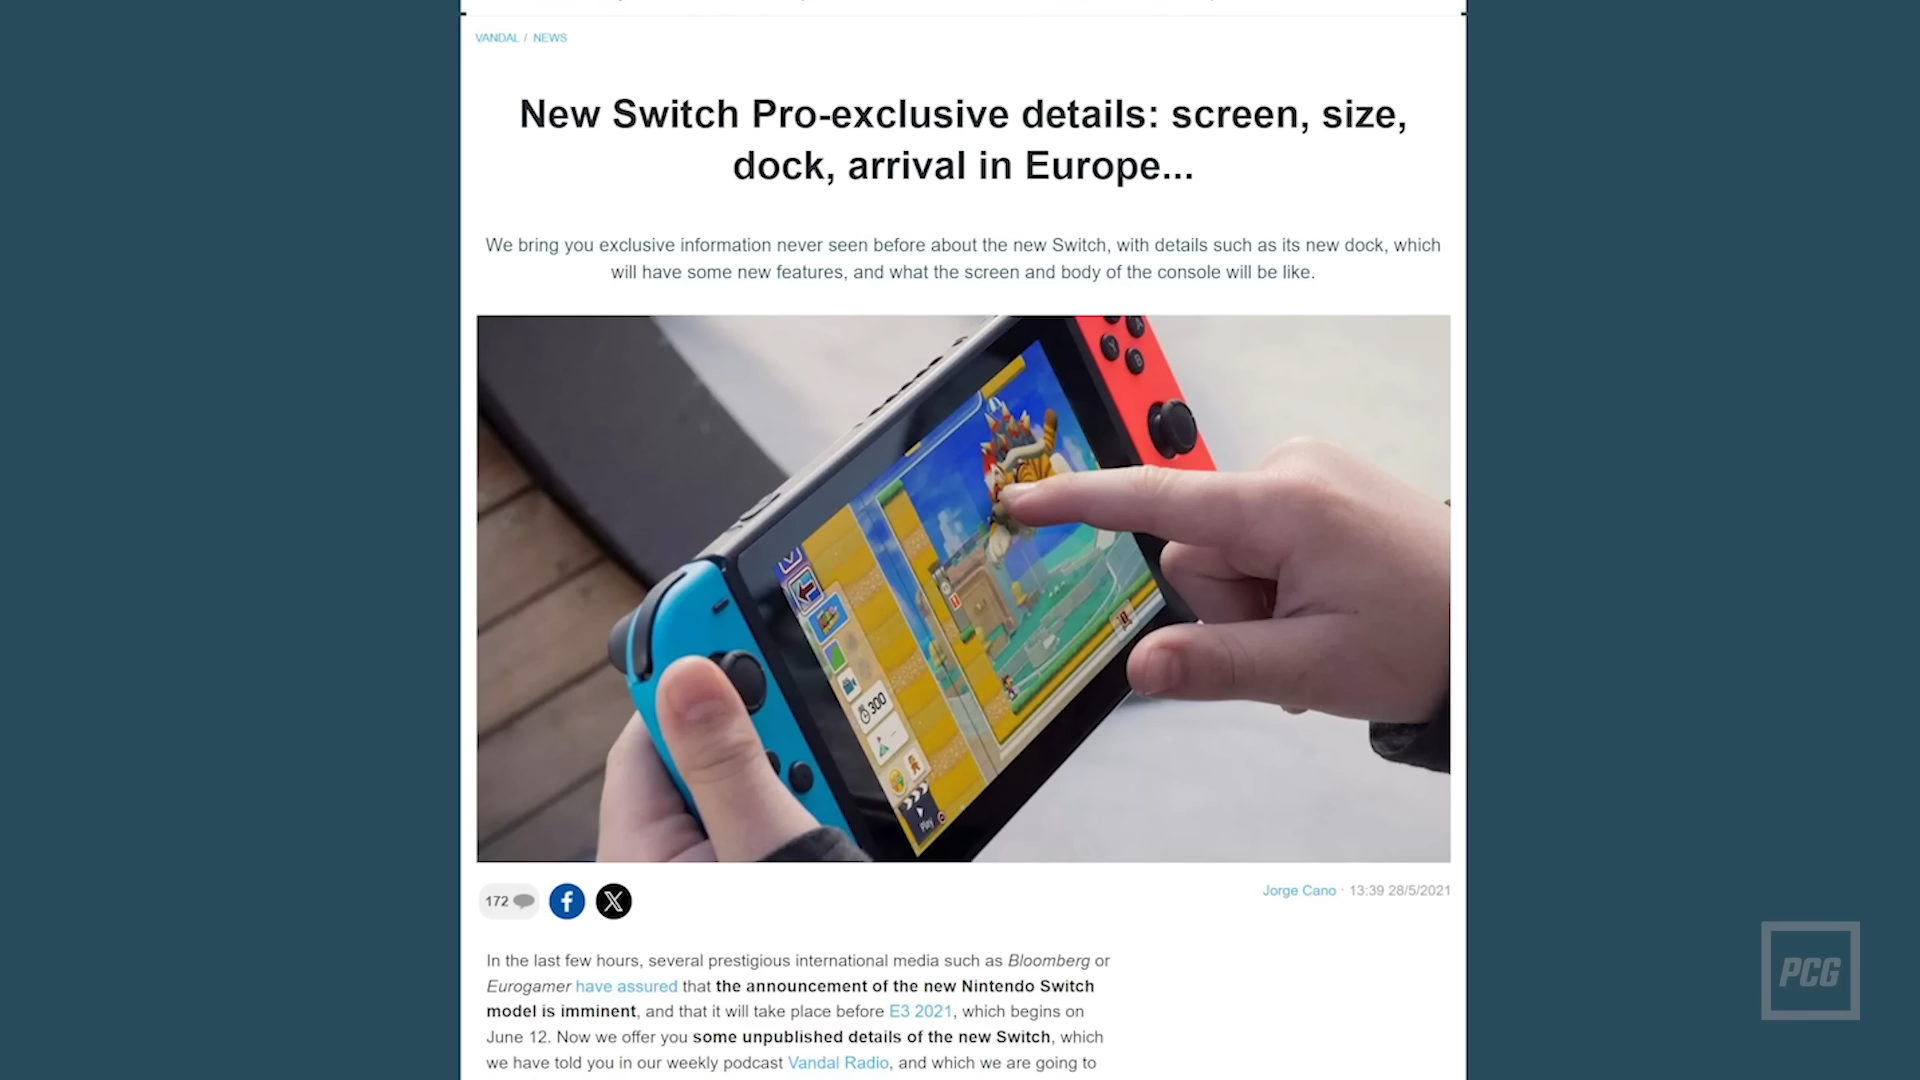 VANDAL / NEWS
New Switch Pro-exclusive details: screen, size,
dock, arrival in Europe...
We bring you exclusive information never seen before about the new Switch, with details such as its new dock, which
will have some new features, and what the screen and body of the console will be like.
Y
A
B
300
Play
172
Jorge Cano · 13:39 28/5/2021
In the last few hours, several prestigious international media such as Bloomberg or
Eurogamer have assured that the announcement of the new Nintendo Switch
model is imminent, and that it will take place before E3 2021, which begins on
June 12. Now we offer you some unpublished details of the new Switch, which
we have told you in our weekly podcast Vandal Radio, and which we are going to
PCG